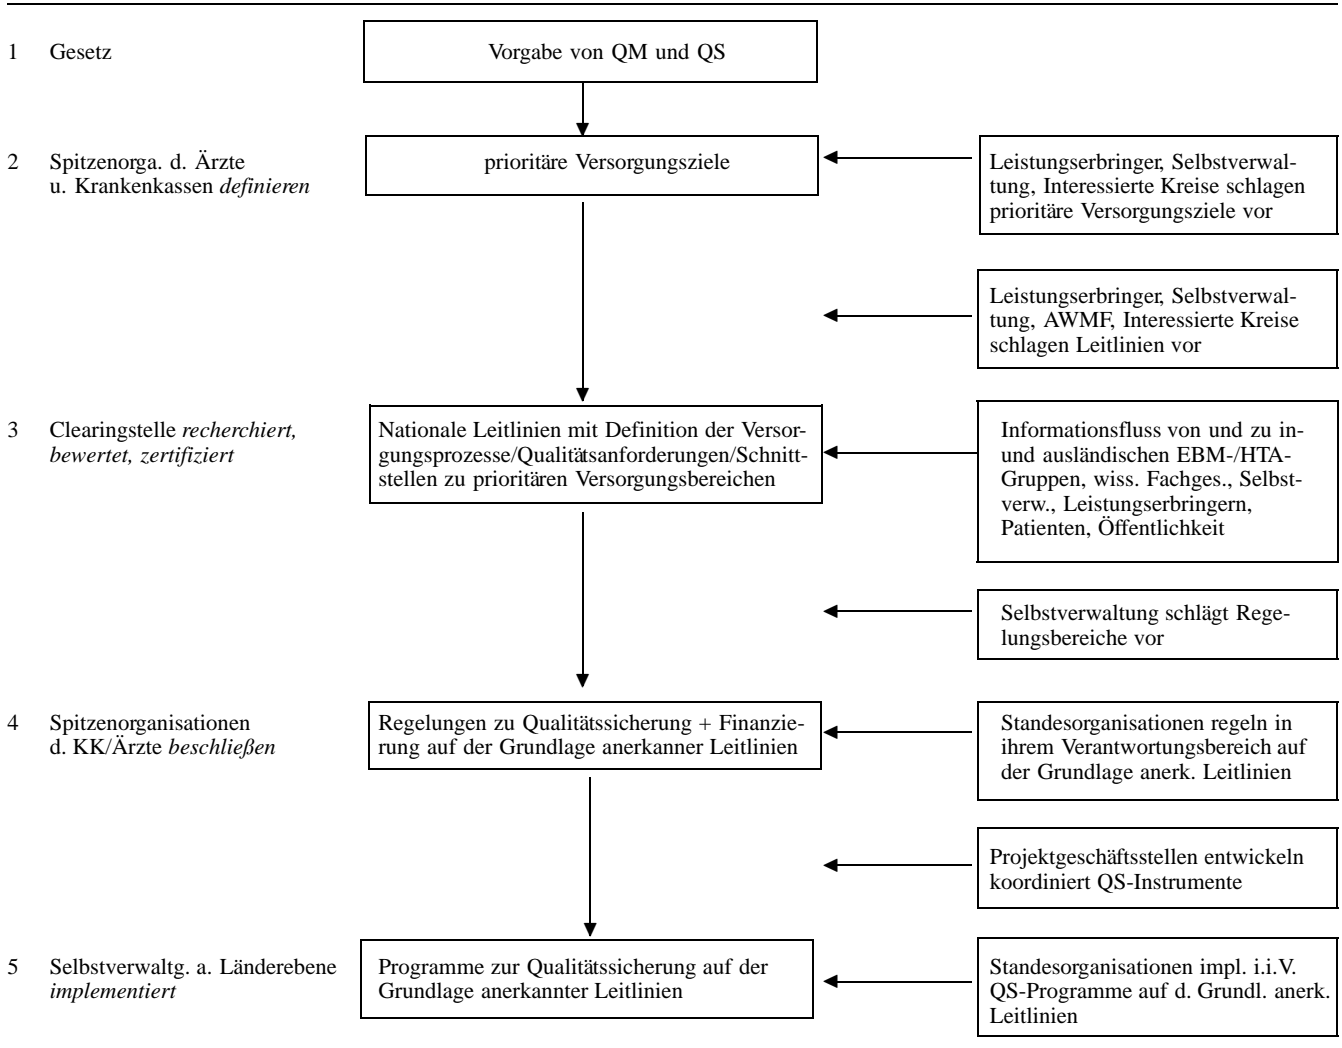 1 Gesetz
Vorgabe von QM und QS
2 Spitzenorga. d. Ärzte
u. Krankenkassen definieren
prioritäre Versorgungsziele
Leistungserbringer, Selbstverwal-
tung, Interessierte Kreise schlagen
prioritäre Versorgungsziele vor
Leistungserbringer, Selbstverwal-
tung, AWMF, Interessierte Kreise
schlagen Leitlinien vor
3 Clearingstelle recherchiert,
bewertet, zertifiziert
Nationale Leitlinien mit Definition der Versor-
gungsprozesse/Qualitätsanforderungen/Schnitt-
stellen zu prioritären Versorgungsbereichen
Informationsfluss von und zu in-
und ausländischen EBM-/HTA-
Gruppen, wiss. Fachges., Selbst-
verw., Leistungserbringern,
Patienten, Öffentlichkeit
Selbstverwaltung schlägt Rege-
lungsbereiche vor
4 Spitzenorganisationen
d. KK/Ärzte beschließen
Regelungen zu Qualitätssicherung + Finanzie-
rung auf der Grundlage anerkanner Leitlinien
Standesorganisationen regeln in
ihrem Verantwortungsbereich auf
der Grundlage anerk. Leitlinien
Projektgeschäftsstellen entwickeln
koordiniert QS-Instrumente
5 Selbstverwaltg. a. Länderebene
implementiert
Programme zur Qualitätssicherung auf der
Grundlage anerkannter Leitlinien
Standesorganisationen impl. i.i.V.
QS-Programme auf d. Grundl. anerk.
Leitlinien